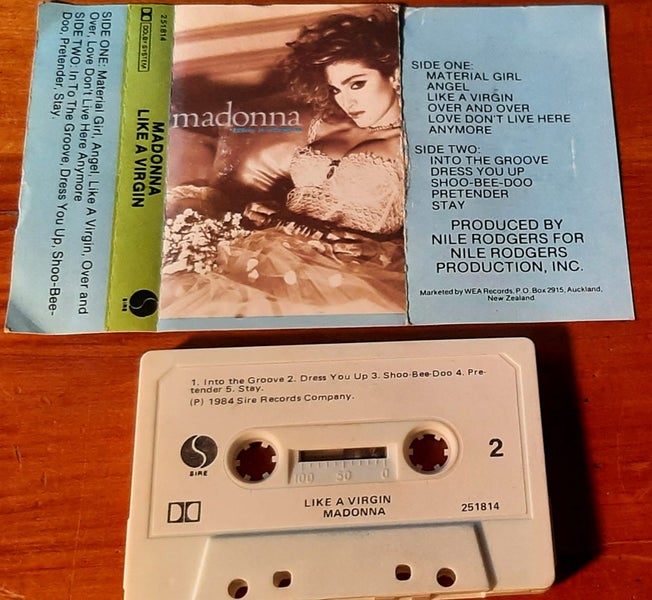 SIDE ONE: Material Girl, Angel, Like A Virgin, Over and
Over, Love Don't Live Here Anymore
SIDE TWO: In To The Groove, Dress You Up, Shoo-Bee-
Doo, Pretender, Stay.
251814
DOLBY SYSTEM
MADONNA
LIKE A VIRGIN
SIRE
madonna
SIDE ONE:
MATERIAL GIRL
ANGEL
LIKE A VIRGIN
OVER AND OVER
LOVE DON'T LIVE HERE
ANYMORE
SIDE TWO:
INTO THE GROOVE
DRESS YOU UP
SHOO-BEE-DOO
PRETENDER
STAY
PRODUCED BY
NILE RODGERS FOR
NILE RODGERS
PRODUCTION, INC.
Marketed by WEA Records, P.O. Box 2915, Auckland,
New Zealand
1. Into the Groove 2. Dress You Up 3. Shoo-Bee-Doo 4. Pre-
tender 5. Stay.
(P) 1984 Sire Records Company.
SIRE
2
100 50 0
LIKE A VIRGIN
MADONNA
251814